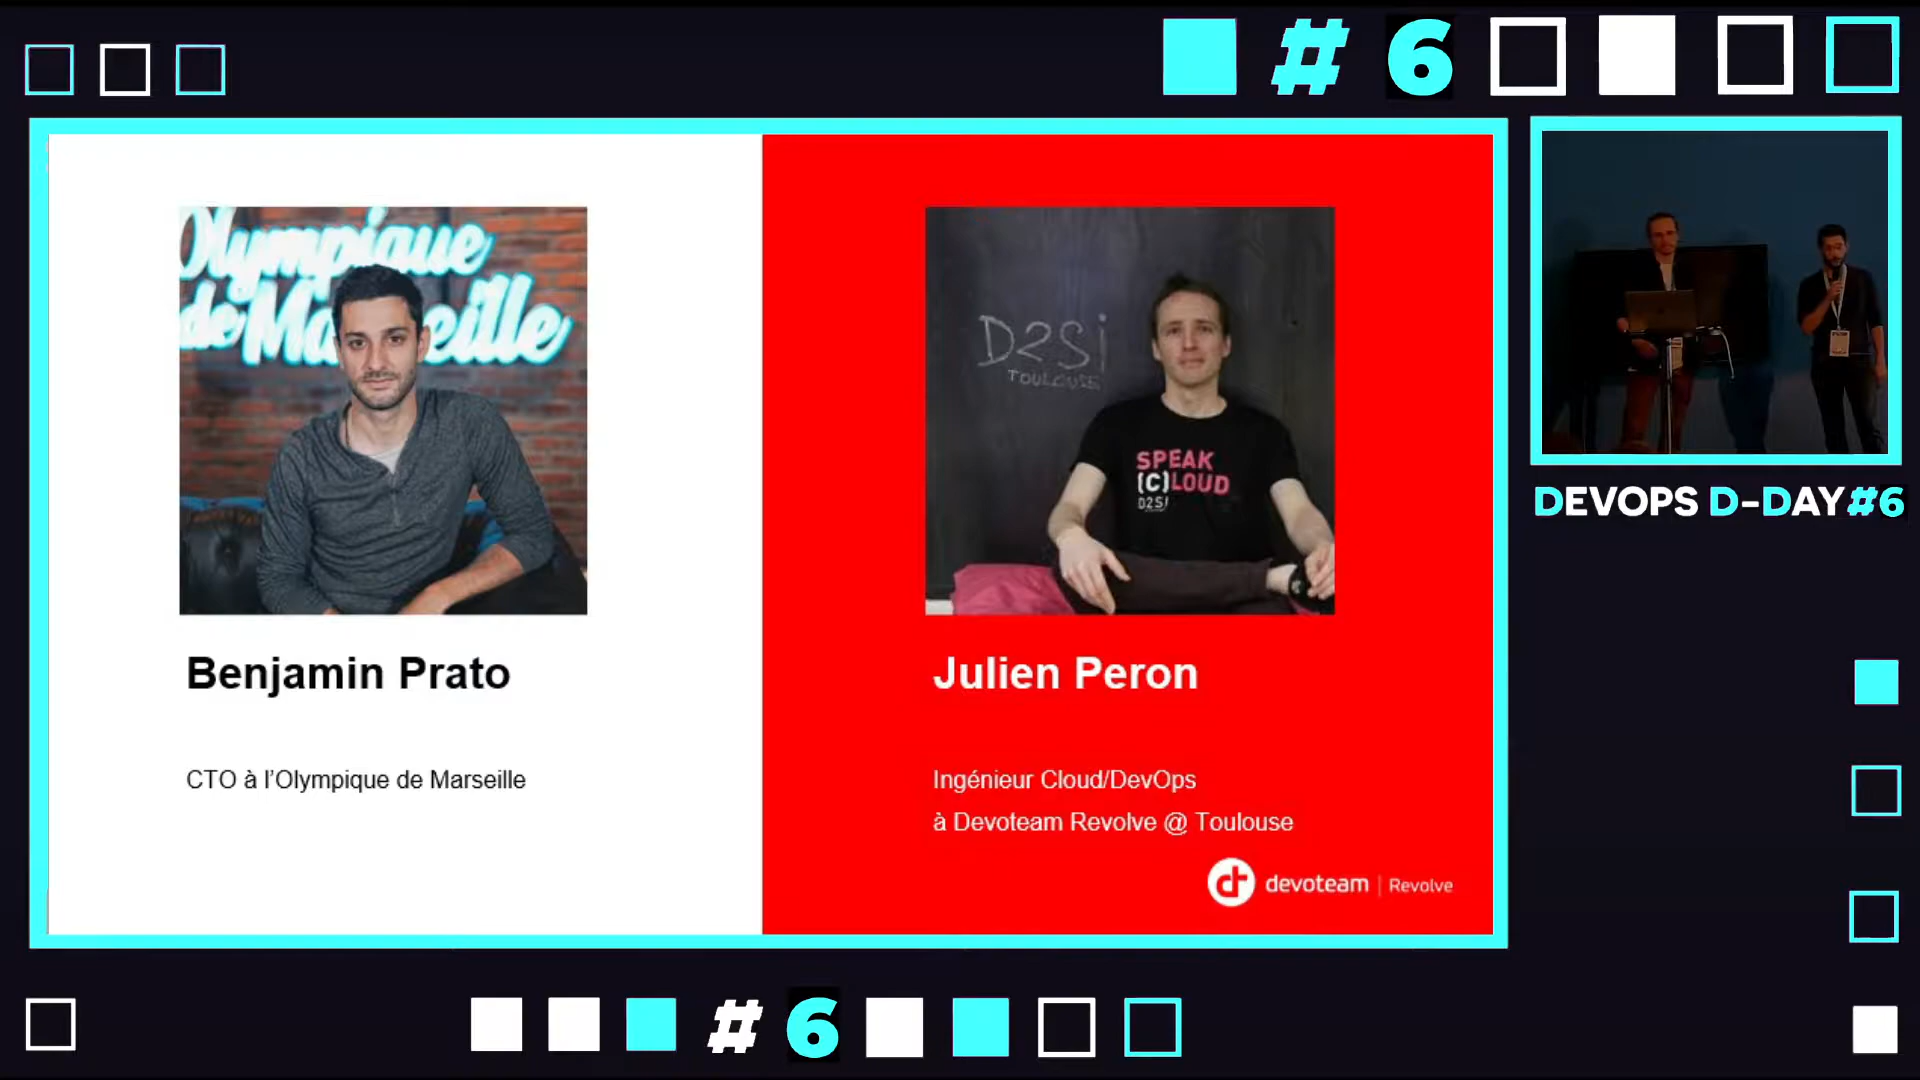 # 6
Olympique
de Marseille
D2Si
TOULOUSE
SPEAK
(C)LOUD
D2SI
Benjamin Prato
Julien Peron
CTO à l'Olympique de Marseille
Ingénieur Cloud/DevOps
à Devoteam Revolve @ Toulouse
devoteam | Revolve
DEVOPS D-DAY #6
# 6